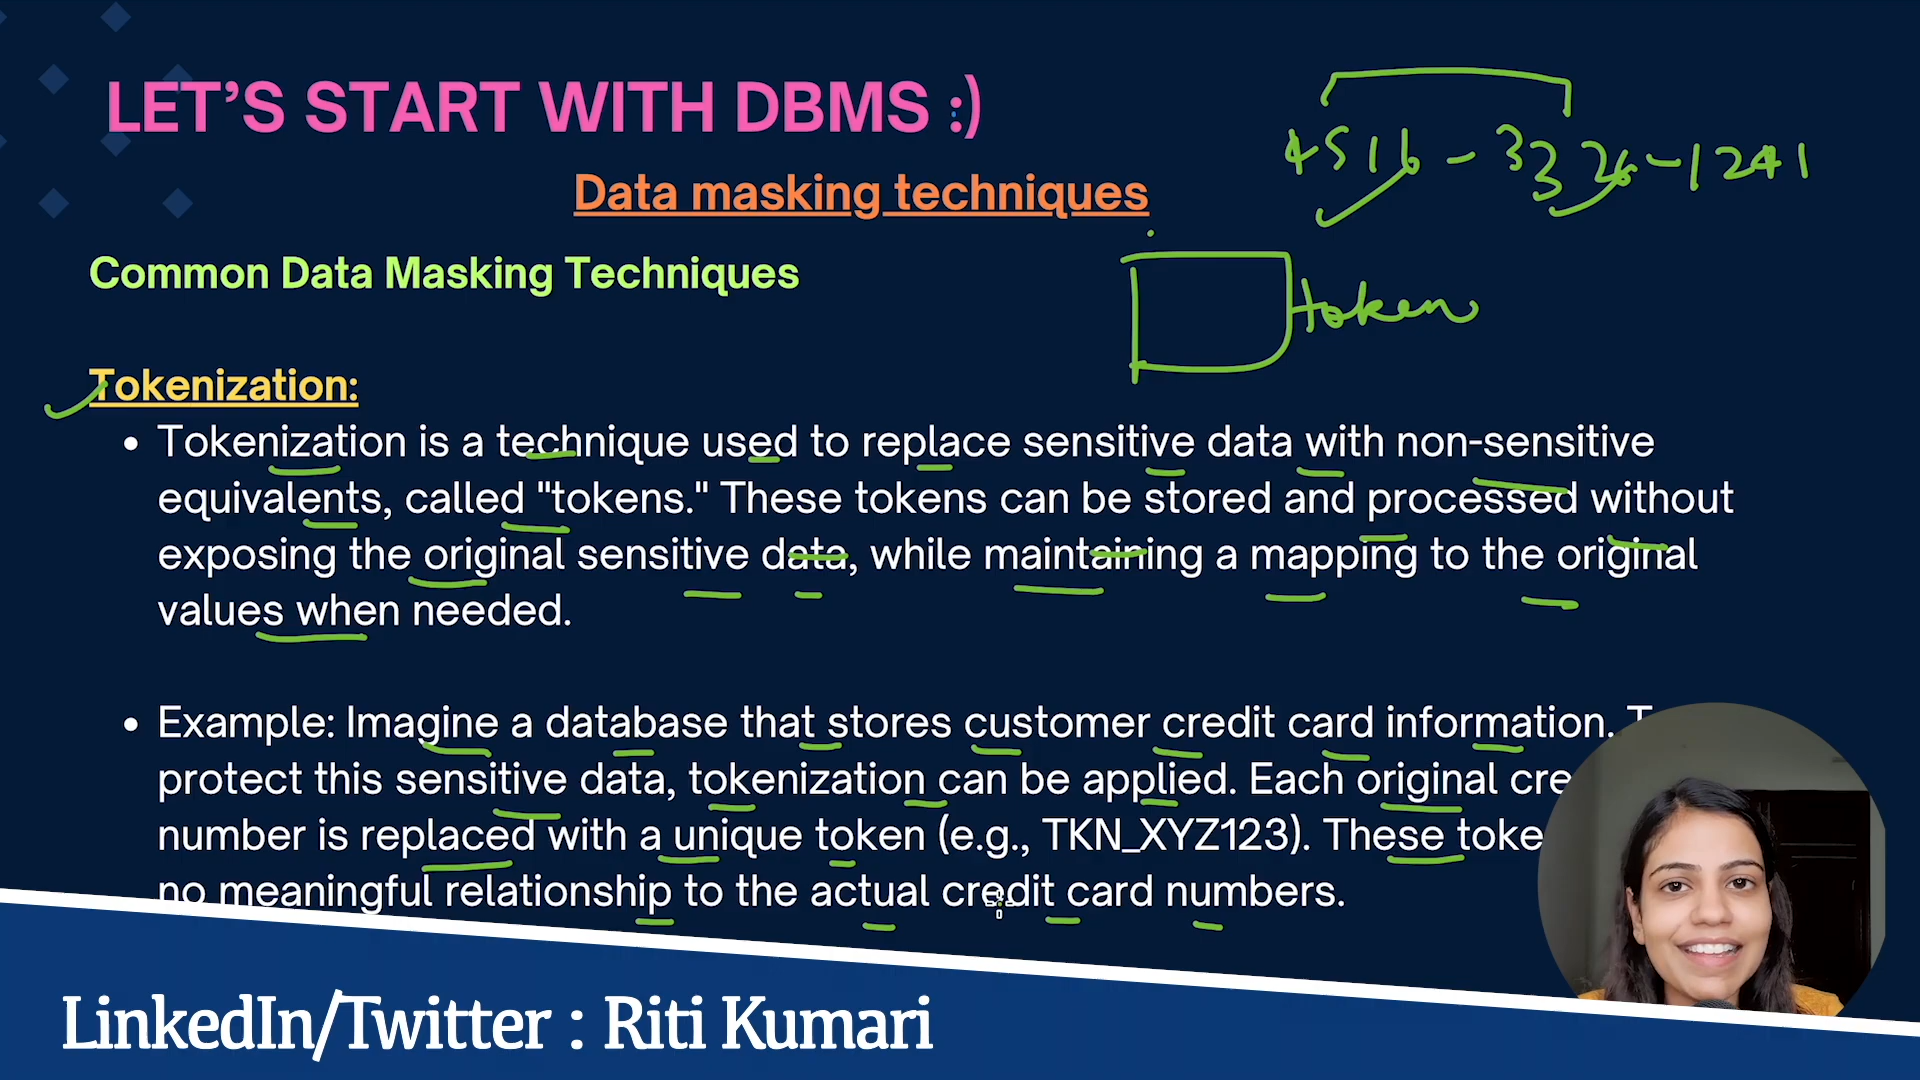 LET'S START WITH DBMS :)
4516 - 3326 - 1241
Data masking techniques
Common Data Masking Techniques
token
Tokenization:
• Tokenization is a technique used to replace sensitive data with non-sensitive
equivalents, called "tokens." These tokens can be stored and processed without
exposing the original sensitive data, while maintaining a mapping to the original
values when needed.
• Example: Imagine a database that stores customer credit card information.
protect this sensitive data, tokenization can be applied. Each original
number is replaced with a unique token (e.g., TKN_XYZ123). These
no meaningful relationship to the actual credit card numbers.
LinkedIn/Twitter : Riti Kumari